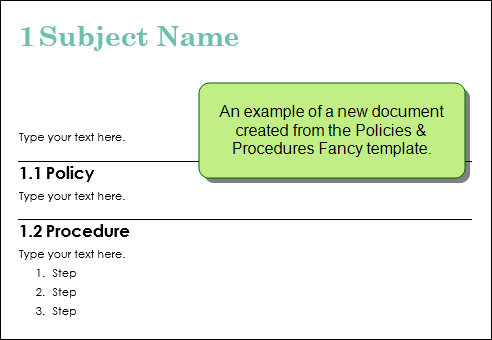 1 Subject Name
An example of a new document
created from the Policies &
Procedures Fancy template.
Type your text here.
1.1 Policy
Type your text here.
1.2 Procedure
Type your text here.
1. Step
2. Step
3. Step